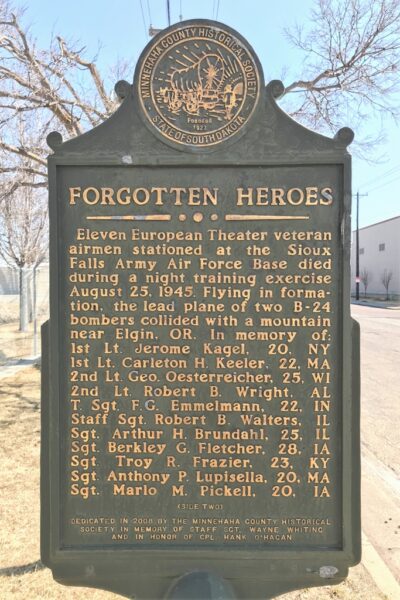 MINNEHAHA COUNTY HISTORICAL SOCIETY
FOUNDED
1927
STATE OF SOUTH DAKOTA
FORGOTTEN HEROES
Eleven European Theater veteran
airmen stationed at the Sioux
Falls Army Air Force Base died
during a night training exercise
August 25, 1945. Flying in forma-
tion, the lead plane of two B-24
bombers collided with a mountain
near Elgin, OR. In memory of:
1st Lt. Jerome Kagel, 20, NY
1st Lt. Carleton H. Keeler, 22, MA
2nd Lt. Geo. Oesterreicher, 25, WI
2nd Lt. Robert B. Wright, AL
T. Sgt. F.G. Emmelmann, 22, IN
Staff Sgt. Robert B. Walters, IL
Sgt. Arthur H. Brundahl, 25, IL
Sgt. Berkley G. Fletcher, 28, IA
Sgt. Troy R. Frazier, 23, KY
Sgt. Anthony P. Lupisella, 20, MA
Sgt. Marlo M. Pickell, 20, IA
(SIDE TWO)
DEDICATED IN 2008 BY THE MINNEHAHA COUNTY HISTORICAL
SOCIETY IN MEMORY OF STAFF SGT. WAYNE WHITING
AND IN HONOR OF CPL. HANK O'HAGAN